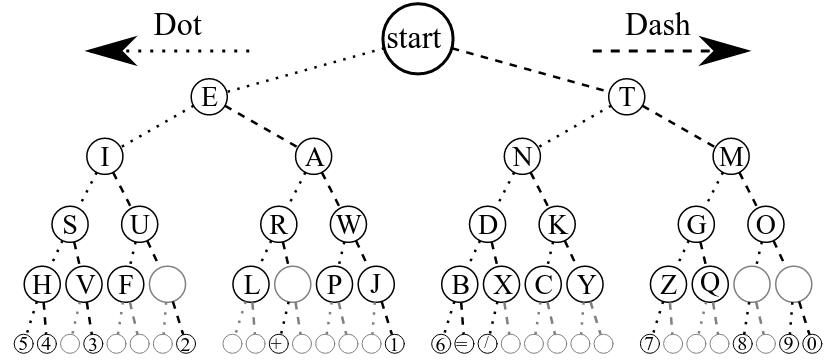 Dot start Dash
E T
I A N M
S U R W D K G O
H V F L P J B X C Y Z Q
5 4 3 2 + 1 6 = / 7 8 9 0